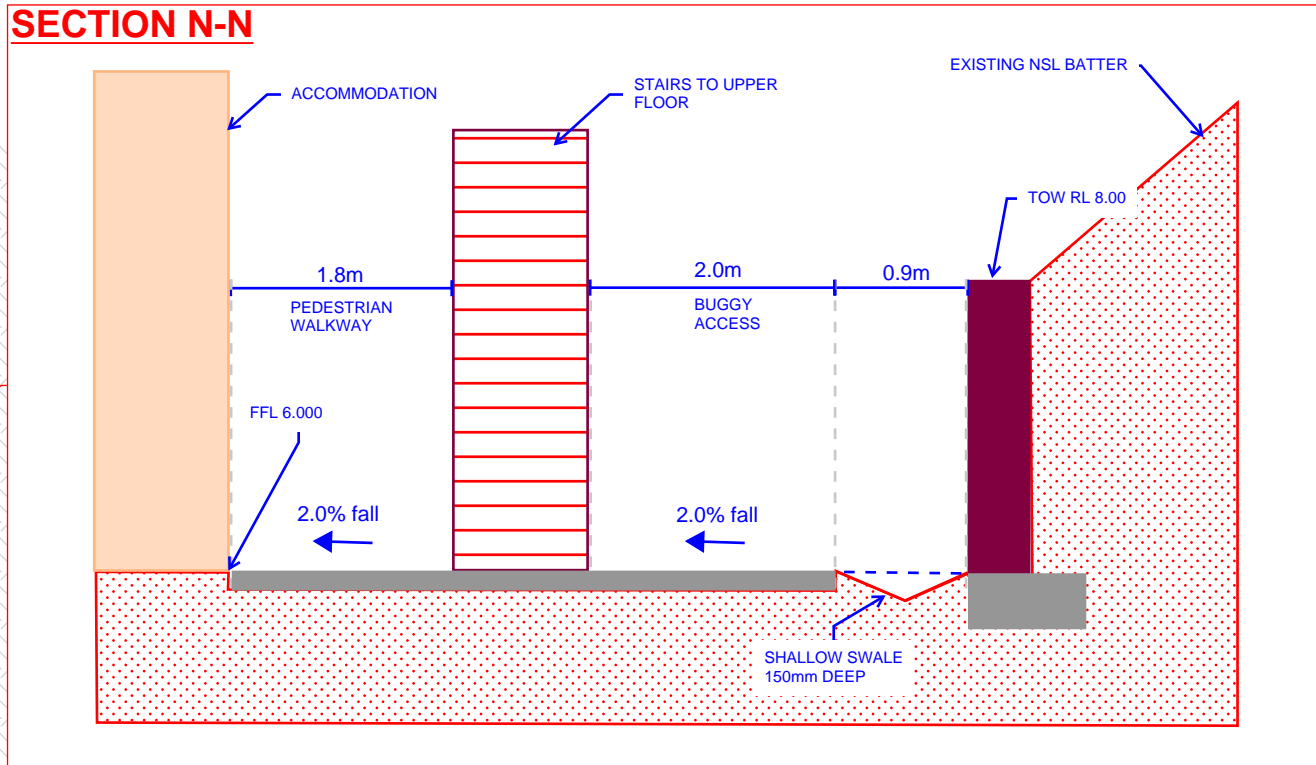 SECTION N-N
EXISTING NSL BATTER
STAIRS TO UPPER
FLOOR
ACCOMMODATION
TOW RL 8.00
1.8m
2.0m
0.9m
PEDESTRIAN
WALKWAY
BUGGY
ACCESS
FFL 6.000
2.0% fall
2.0% fall
SHALLOW SWALE
150mm DEEP